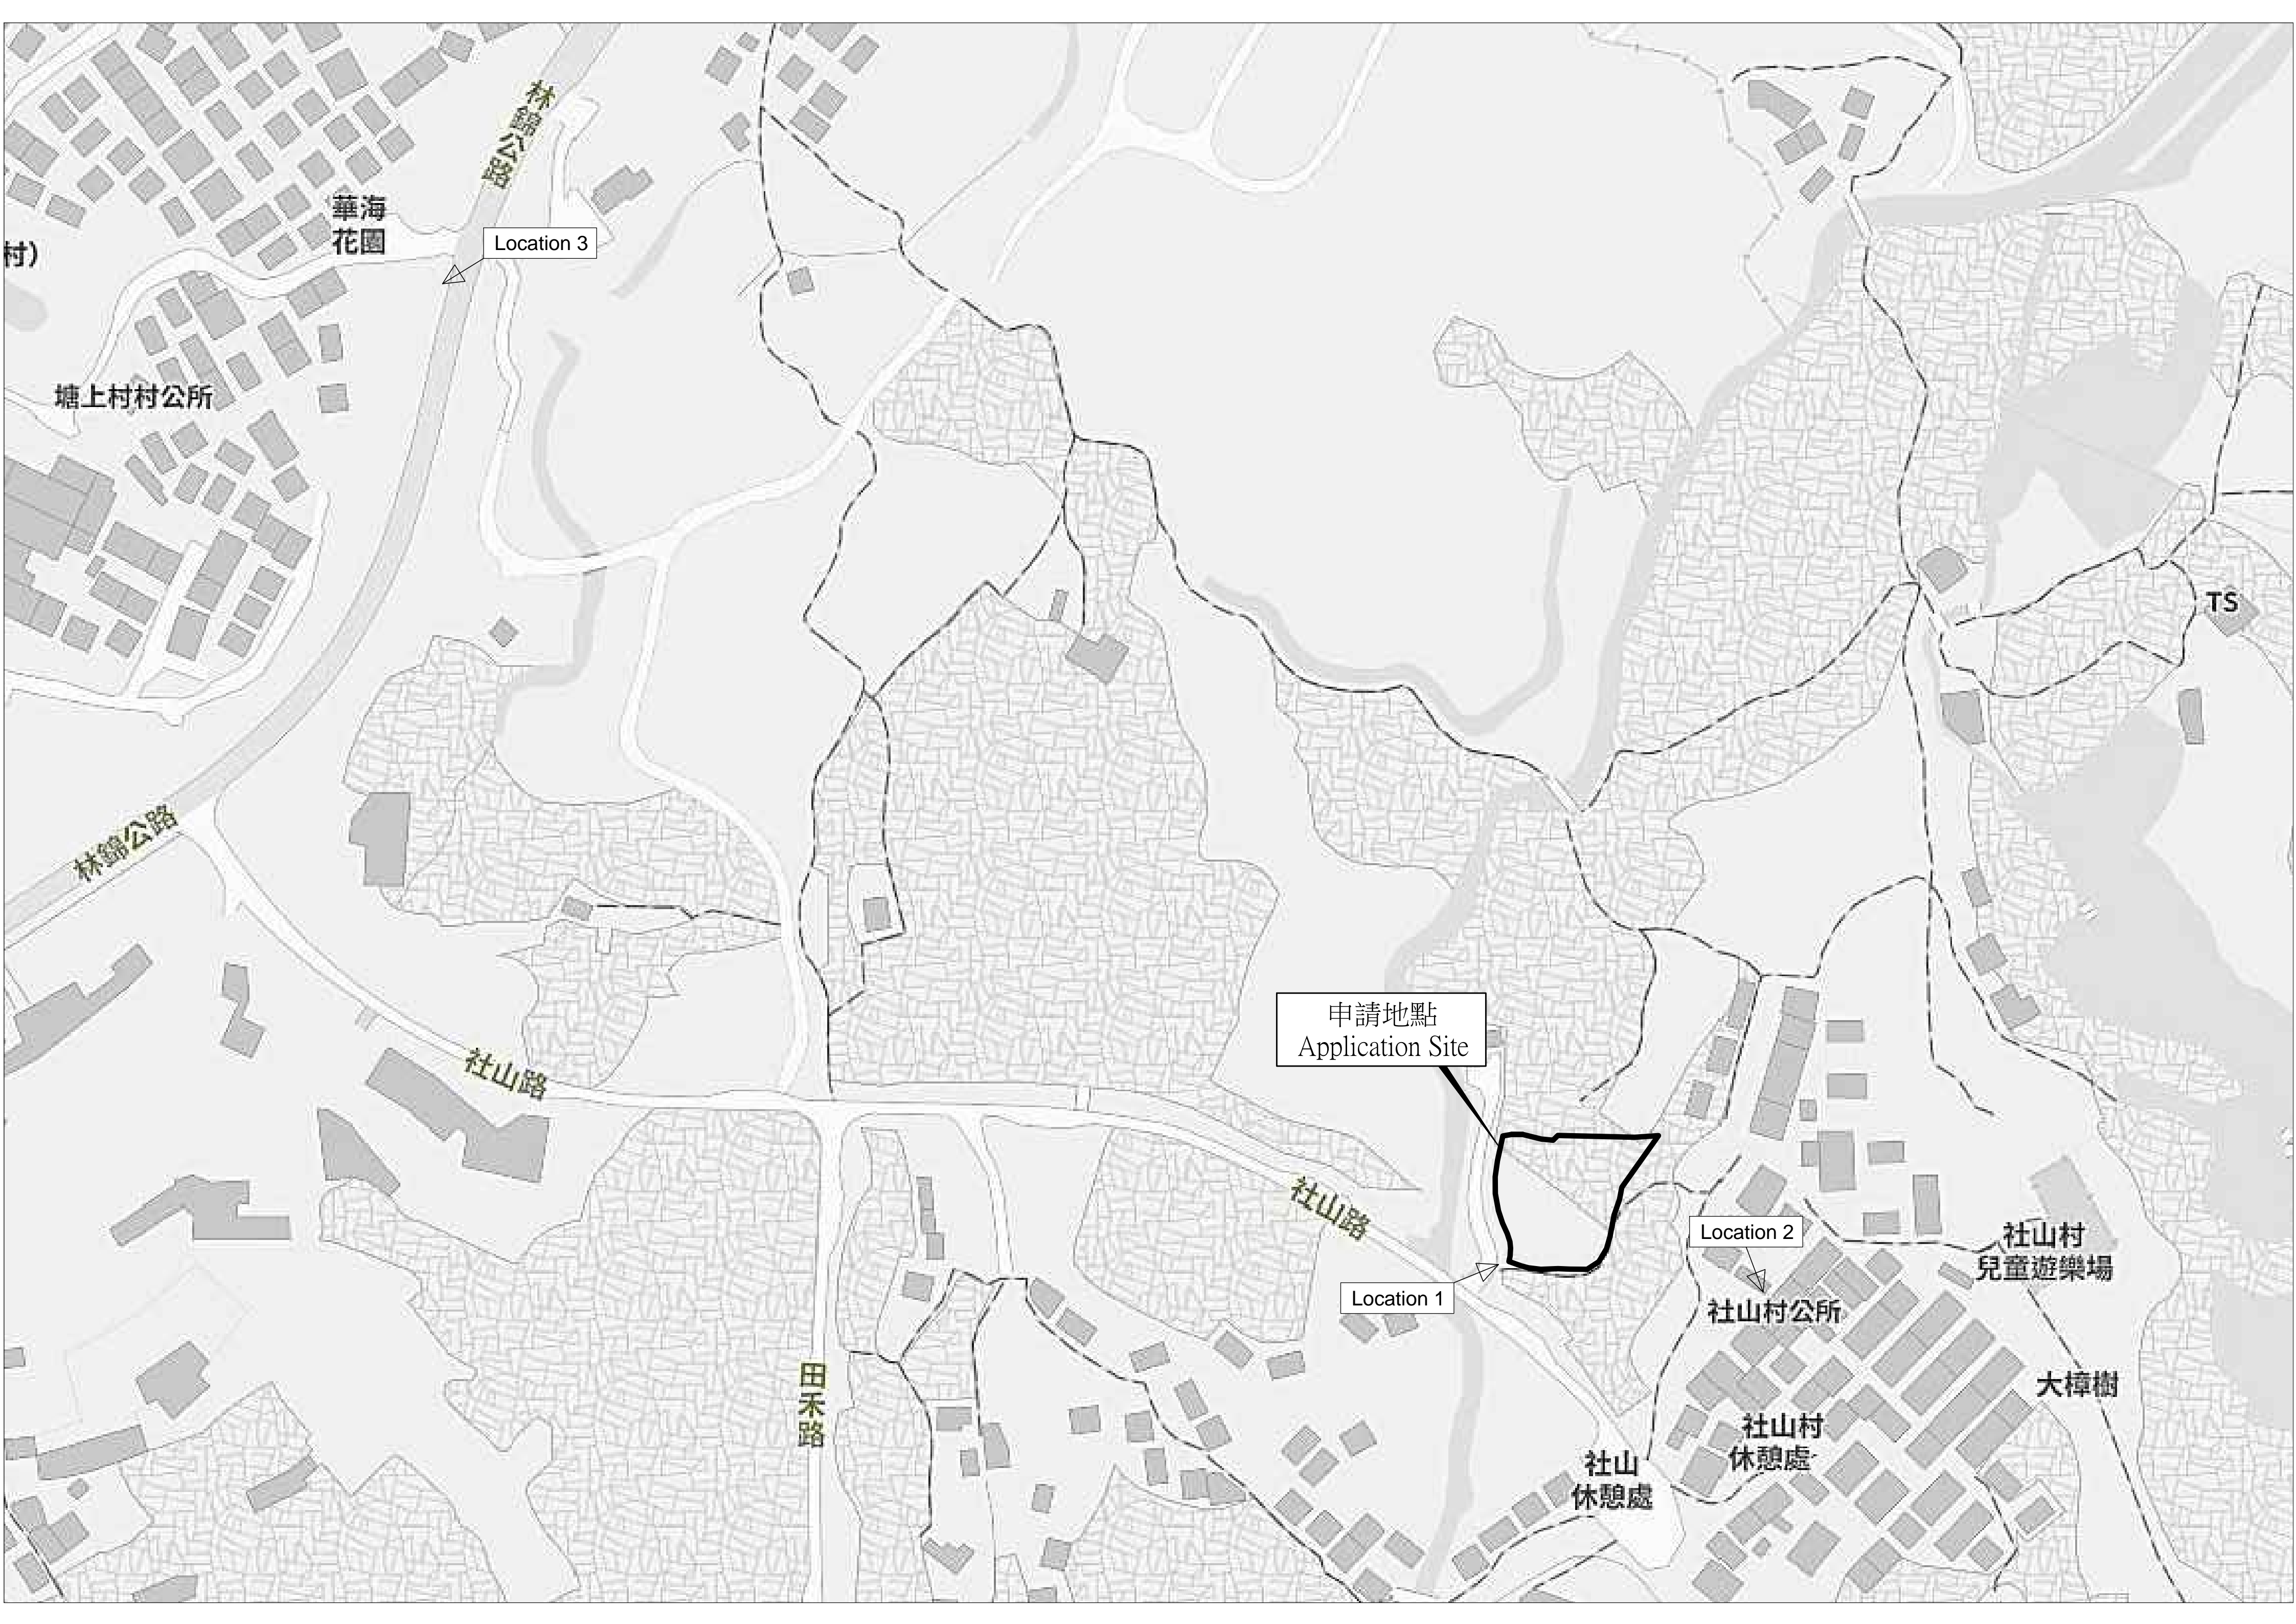 林錦公路
華海
花園
Location 3
村)
塘上村村公所
TS
林錦公路
申請地點
Application Site
社山路
社山路
Location 2
社山村
兒童遊樂場
Location 1
社山村公所
田禾路
大樟樹
社山村
休憩處
社山
休憩處